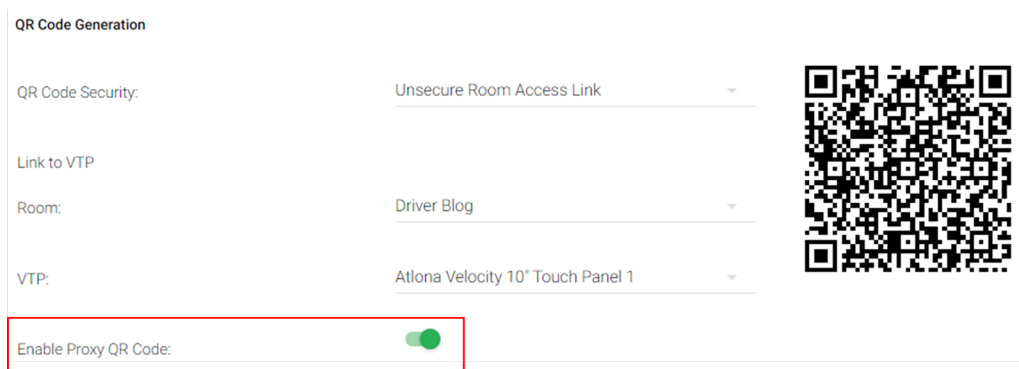 QR Code Generation
QR Code Security: Unsecure Room Access Link
Link to VTP
Room: Driver Blog
VTP: Atlona Velocity 10" Touch Panel 1
Enable Proxy QR Code: